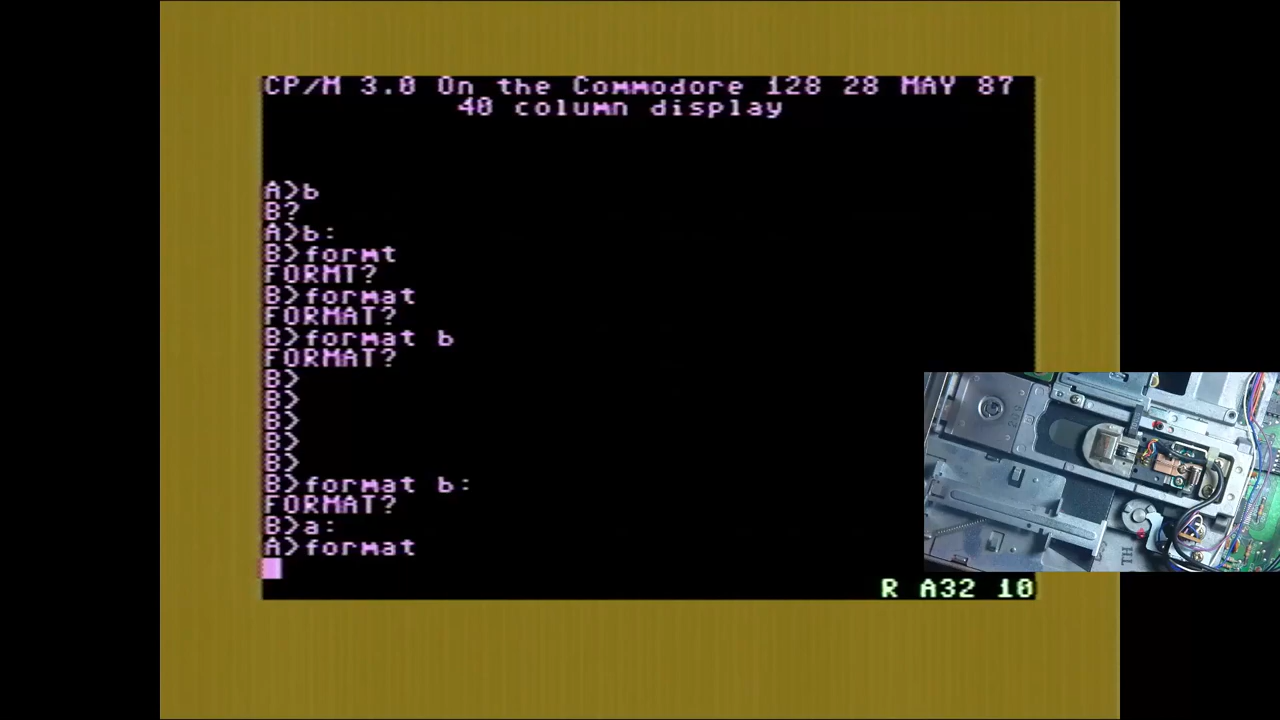 CP/M 3.0 On the Commodore 128 28 MAY 87
40 column display
A>b
B?
A>b:
B>formt
FORMT?
B>format
FORMAT?
B>format b
FORMAT?
B>
B>
B>
B>
B>
B>format b:
FORMAT?
B>a:
A>format
R A32 10